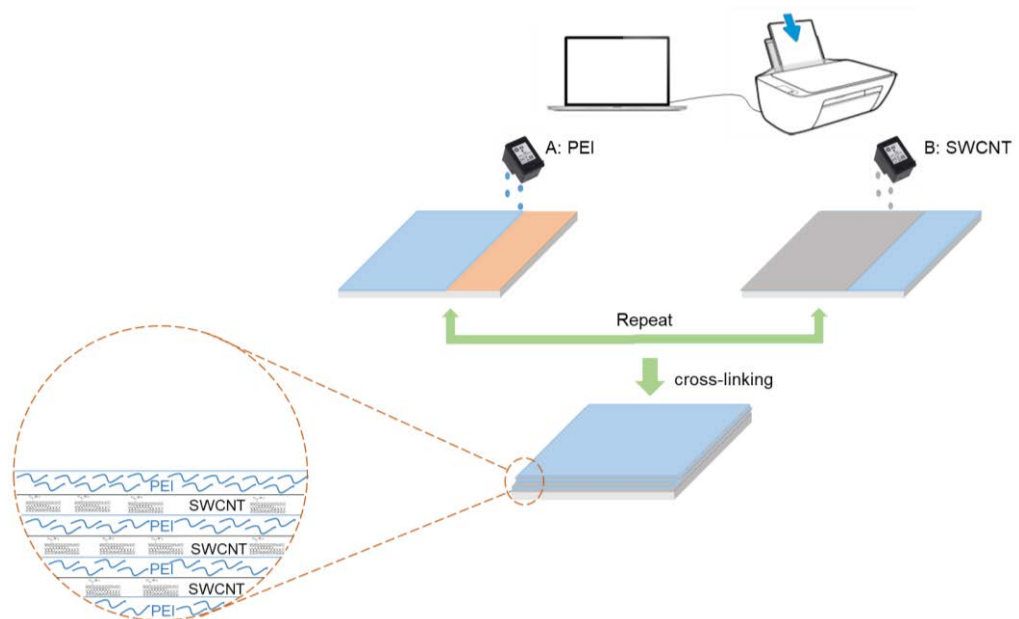 A: PEI
B: SWCNT
Repeat
cross-linking
PEI
SWCNT
PEI
SWCNT
PEI
SWCNT
PEI